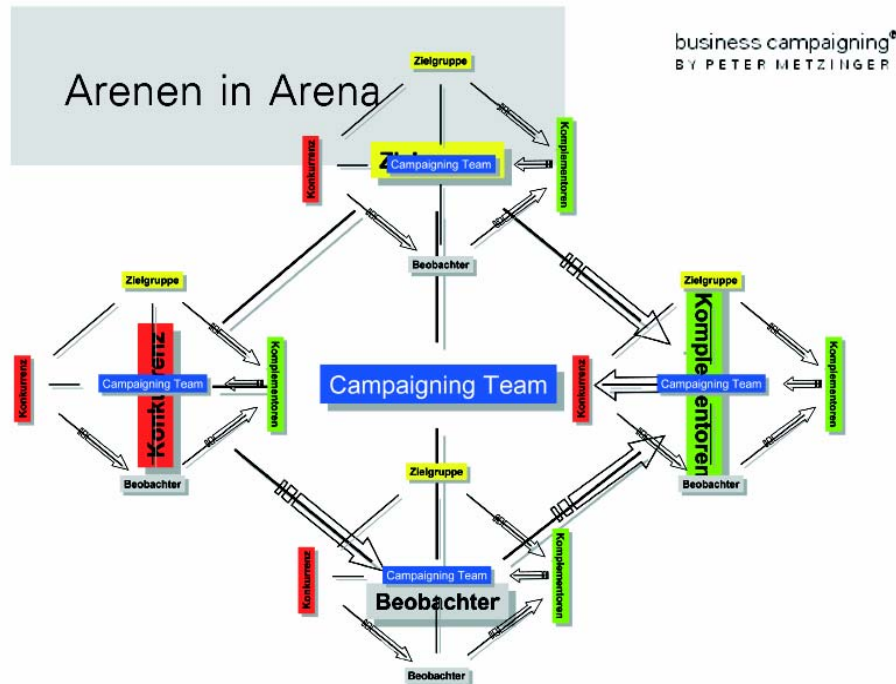 business campaigning®
BY PETER METZINGER
Arenen in Arena
Zielgruppe
Konkurrenz
Campaigning Team
Komplementoren
Beobachter
Zielgruppe
Konkurrenz
Konkurrenz
Campaigning Team
Komplementoren
Beobachter
Campaigning Team
Zielgruppe
Konkurrenz
Komplementoren
Campaigning Team
Komplementoren
Beobachter
Zielgruppe
Konkurrenz
Campaigning Team
Komplementoren
Beobachter
Beobachter